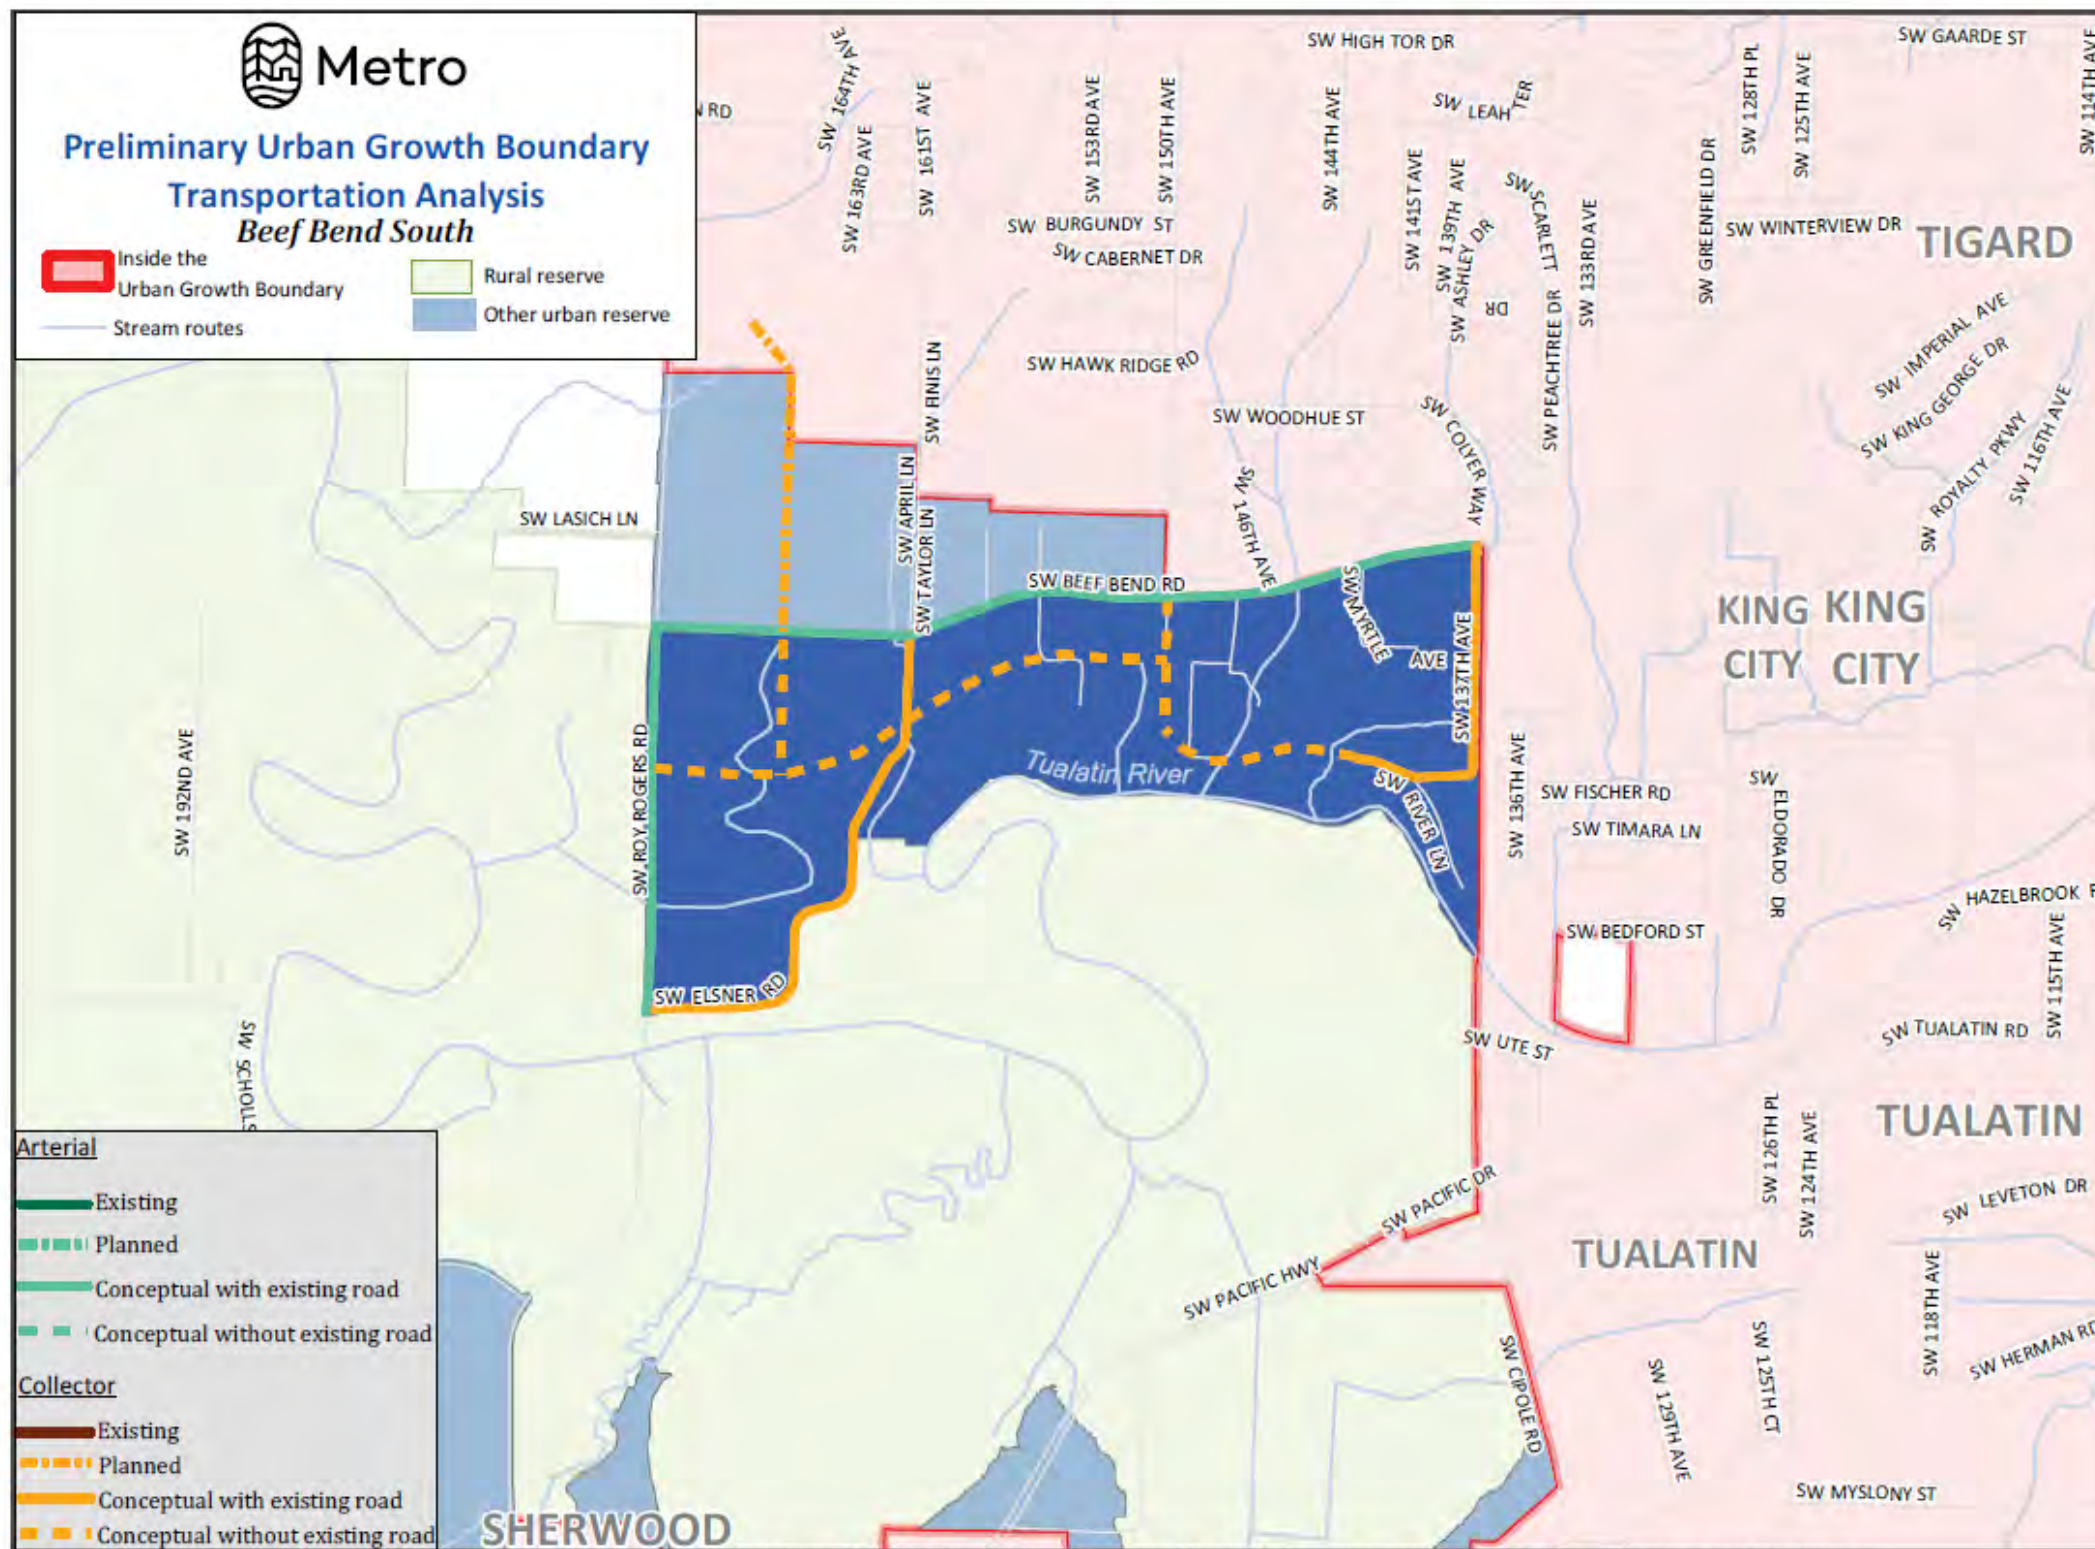 Metro
Preliminary Urban Growth Boundary
Transportation Analysis
Beef Bend South
Inside the
Urban Growth Boundary
Rural reserve
Stream routes
Other urban reserve
SW 164TH AVE
SW 163RD AVE
SW 161ST AVE
SW 153RD AVE
SW 150TH AVE
SW HIGH TOR DR
SW 144TH AVE
SW LEAH TER
SW 141ST AVE
SW 139TH AVE
SW ASHLEY DR
DR
SW SCARLETT
SW PEACHTREE DR
SW 133RD AVE
SW GREENFIELD DR
SW 128TH PL
SW 125TH AVE
SW GAARDE ST
SW 114TH AVE
N RD
SW BURGUNDY ST
SW CABERNET DR
SW WINTERVIEW DR
TIGARD
SW IMPERIAL AVE
SW KING GEORGE DR
SW ROYALTY PKWY
SW 116TH AVE
SW FINIS LN
SW HAWK RIDGE RD
SW WOODHUE ST
SW COLYER WAY
SW 146TH AVE
SW LASICH LN
SW APRIL LN
SW TAYLOR LN
SW BEEF BEND RD
SW MYRTLE
AVE
SW 137TH AVE
KING
CITY
KING
CITY
SW 192ND AVE
SW ROY ROGERS RD
Tualatin River
SW RIVER LN
SW 136TH AVE
SW FISCHER RD
SW TIMARA LN
SW ELDORADO DR
SW HAZELBROOK R
SW BEDFORD ST
SW 115TH AVE
SW ELSNER RD
SW SCHOLLS
SW UTE ST
SW TUALATIN RD
SW 126TH PL
SW 124TH AVE
TUALATIN
SW LEVETON DR
SW PACIFIC DR
SW PACIFIC HWY
TUALATIN
SW 118TH AVE
SW HERMAN RD
SW CIPOLE RD
SW 129TH AVE
SW 125TH CT
SW MYSLONY ST
SHERWOOD
Arterial
Existing
Planned
Conceptual with existing road
Conceptual without existing road
Collector
Existing
Planned
Conceptual with existing road
Conceptual without existing road